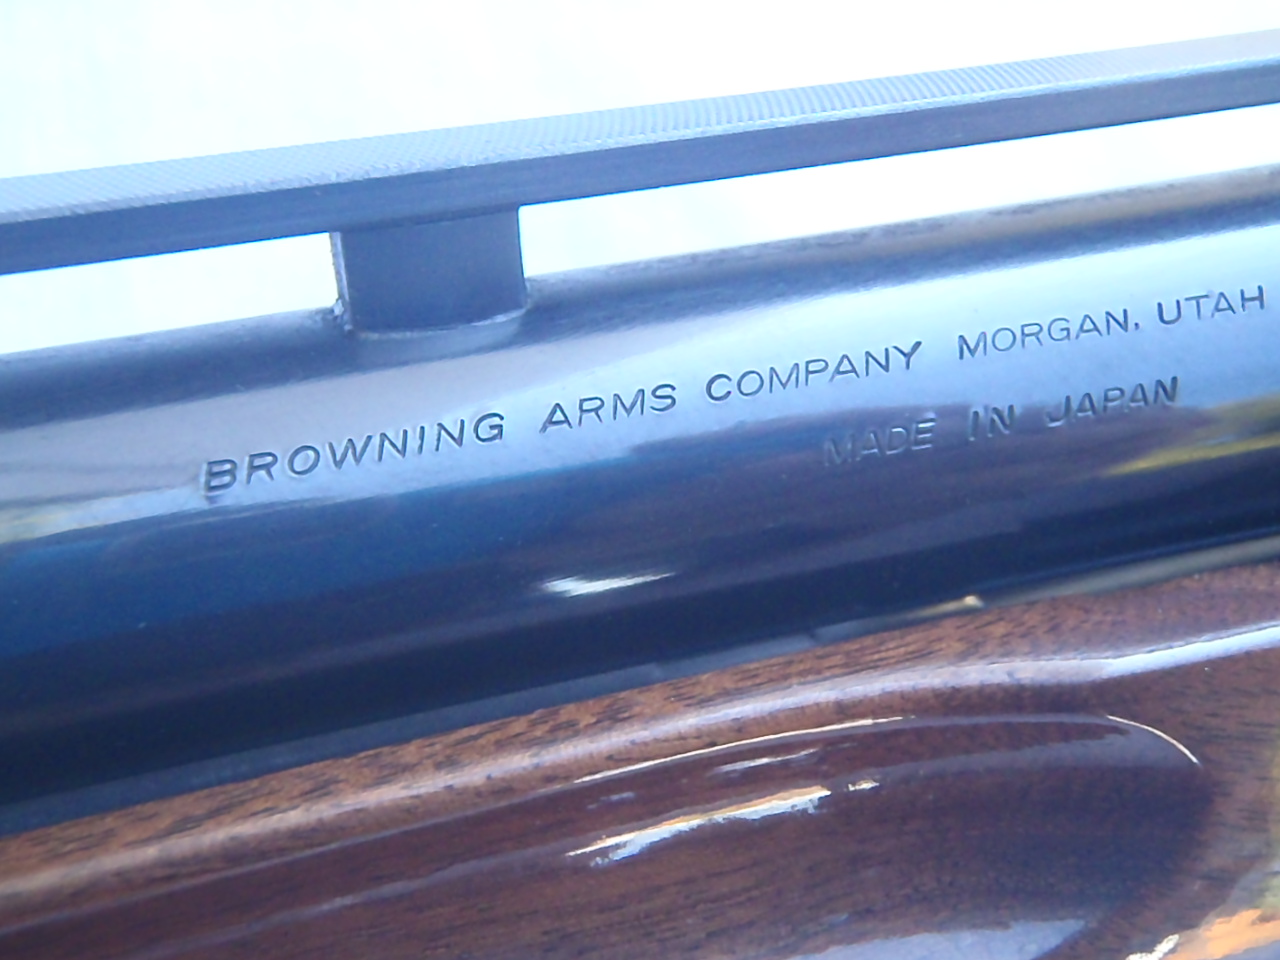 BROWNING ARMS COMPANY MORGAN, UTAH
MADE IN JAPAN